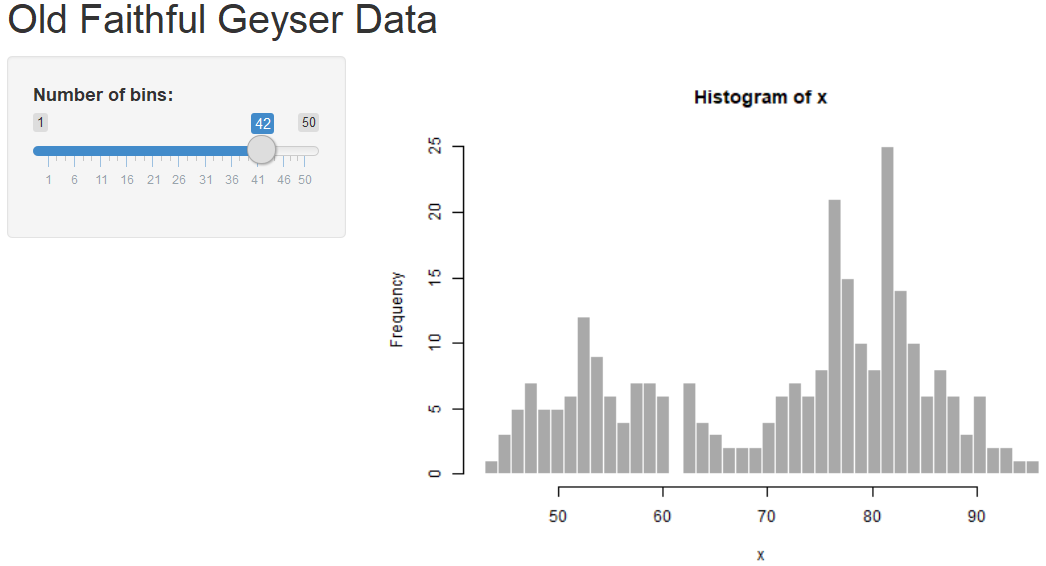 Old Faithful Geyser Data
Number of bins:
1 42 50
1 6 11 16 21 26 31 36 41 46 50
Histogram of x
Frequency
25
20
15
10
5
0
50 60 70 80 90
x